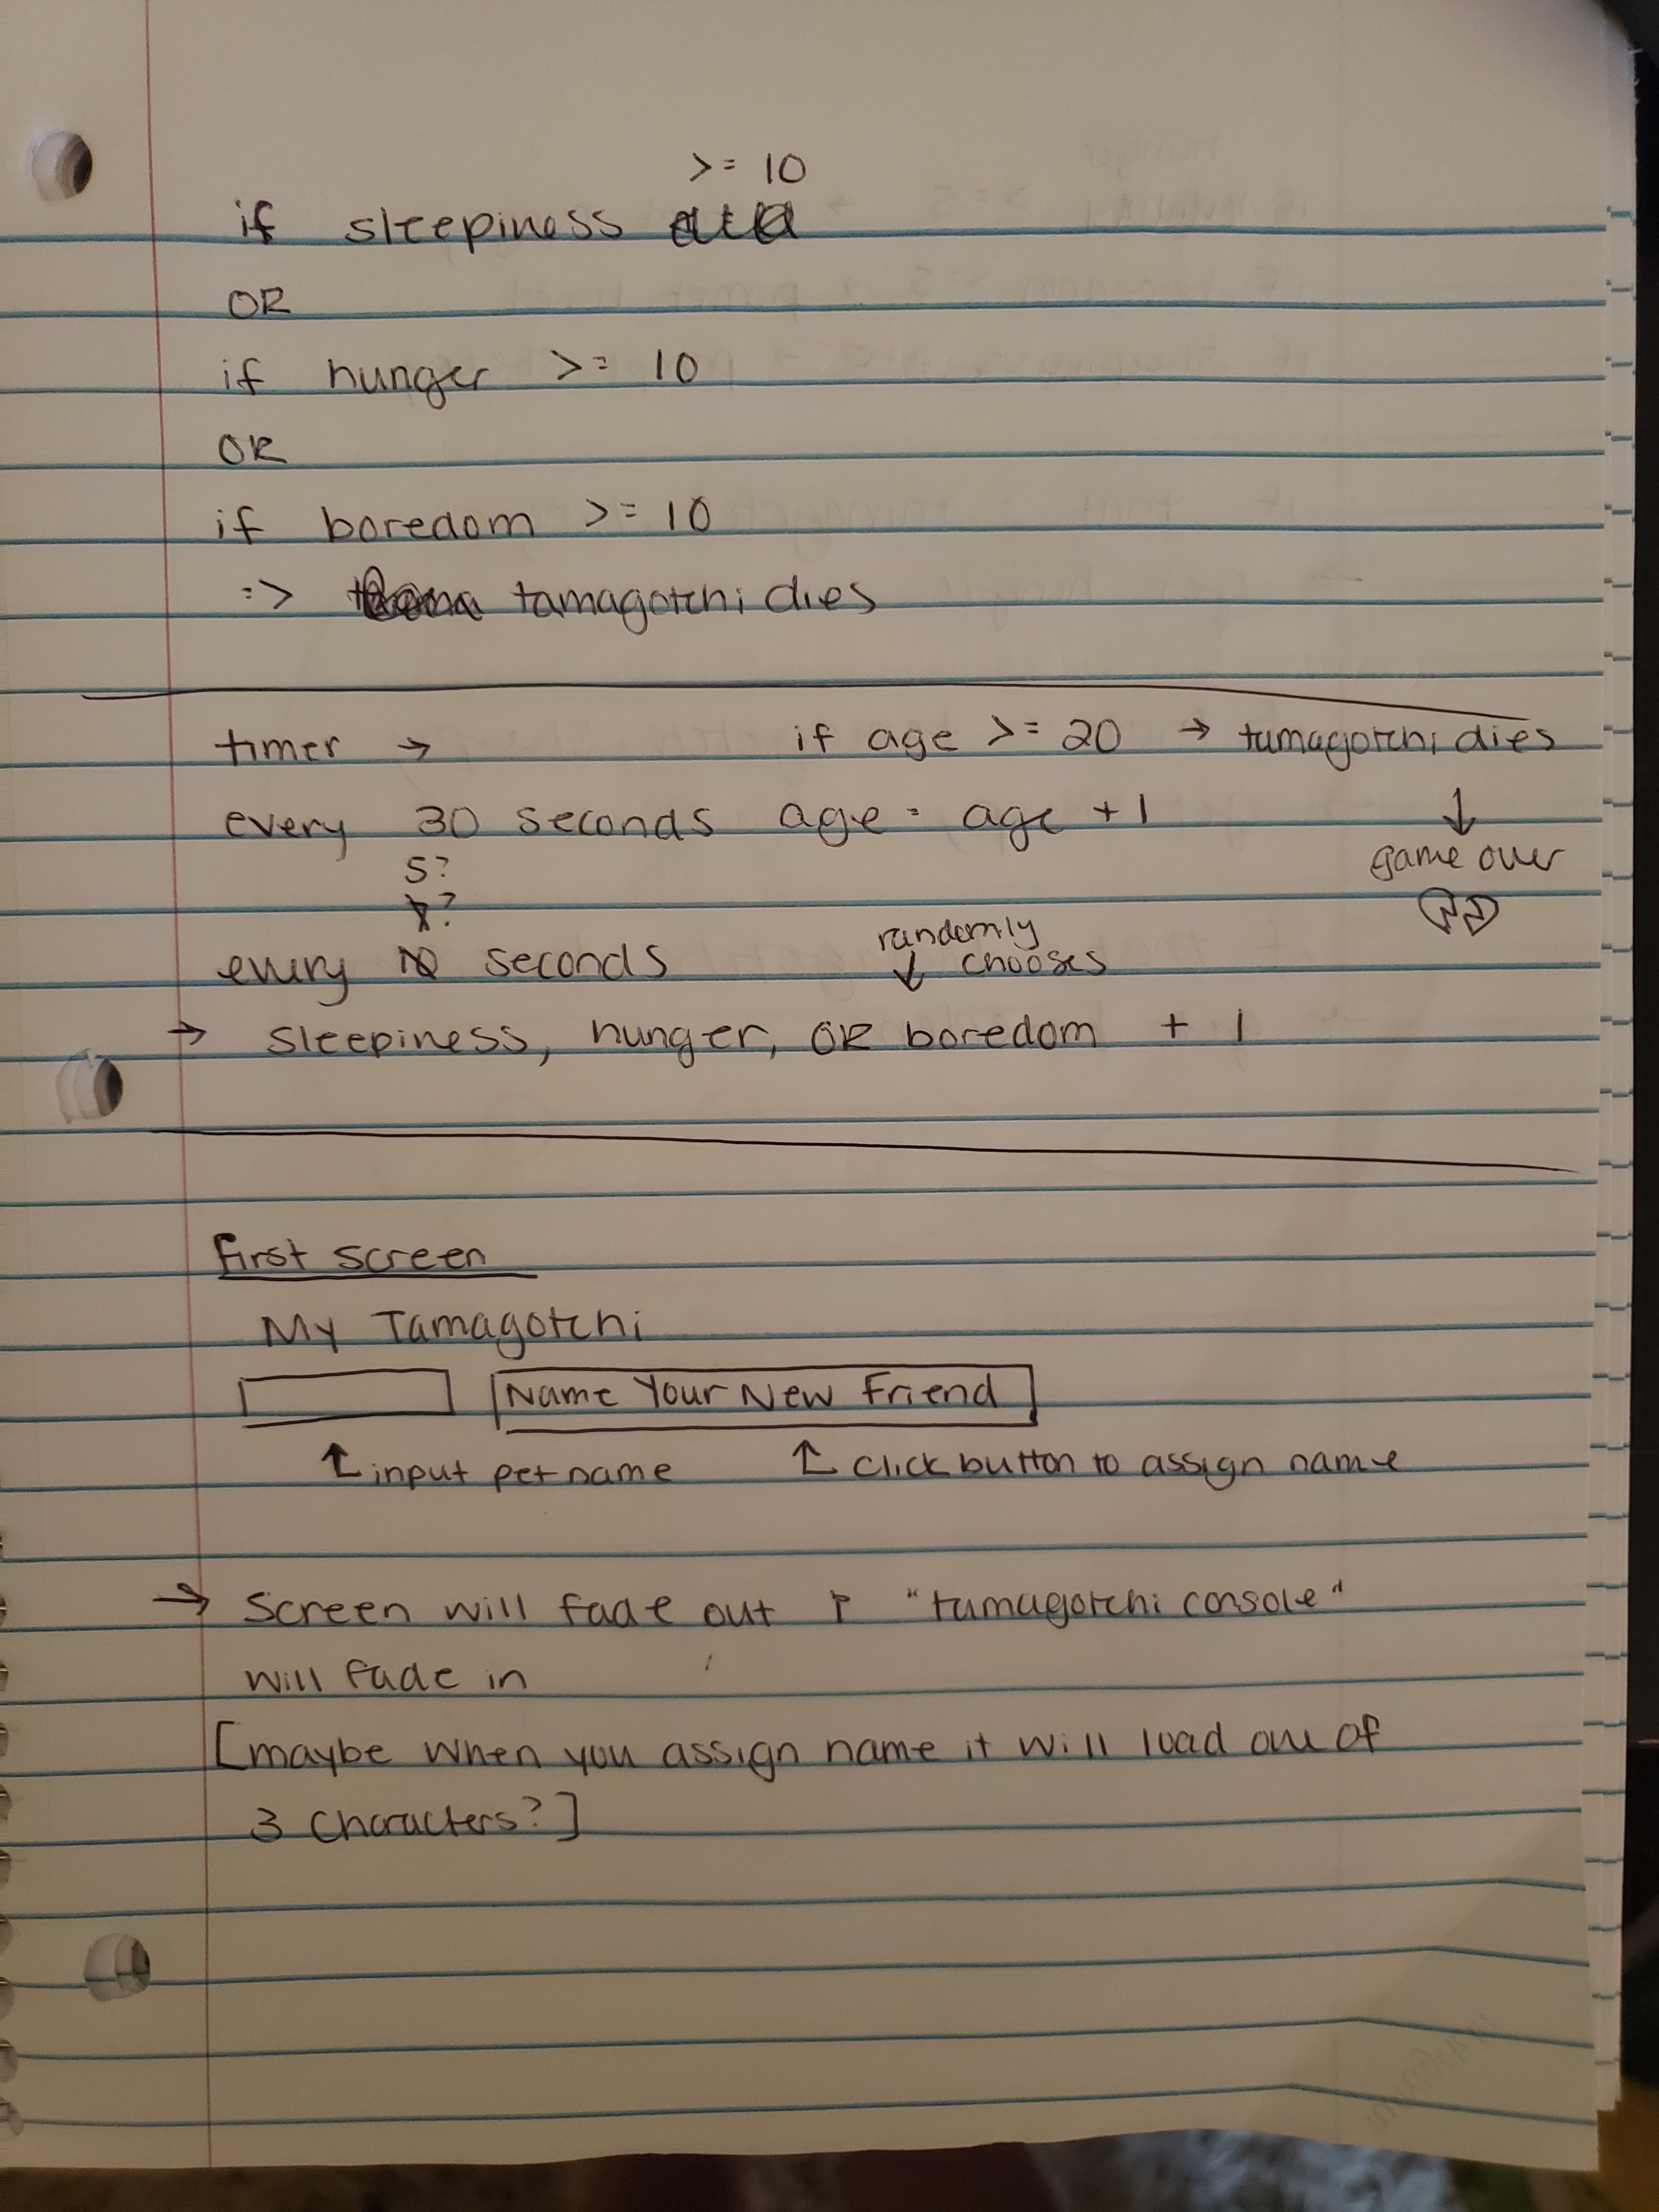 >= 10
if sleepiness
OR
if hunger >= 10
OR
if boredom >= 10
=> tamagotchi dies
timer → if age >= 20 → tamagotchi dies
every 30 seconds age = age + 1 ↓
game over
5?
randomly
every seconds ↓ chooses
→ sleepiness, hunger, OR boredom + 1
First screen
My Tamagotchi
Name Your New Friend
↑ input pet name ↑ click button to assign name
→ Screen will fade out & "tamagotchi console"
will fade in
[maybe when you assign name it will load one of
3 characters?]